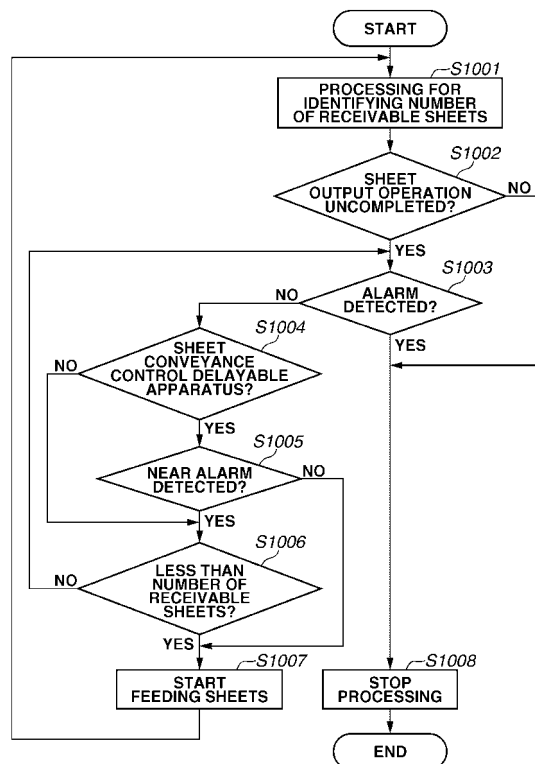 START
S1001
PROCESSING FOR
IDENTIFYING NUMBER
OF RECEIVABLE SHEETS
S1002
SHEET
OUTPUT OPERATION
UNCOMPLETED?
NO
YES
S1003
ALARM
DETECTED?
NO
YES
S1004
SHEET
CONVEYANCE
CONTROL DELAYABLE
APPARATUS?
NO
YES
S1005
NEAR ALARM
DETECTED?
NO
YES
S1006
LESS THAN
NUMBER OF
RECEIVABLE
SHEETS?
NO
YES
S1007
START
FEEDING SHEETS
S1008
STOP
PROCESSING
END